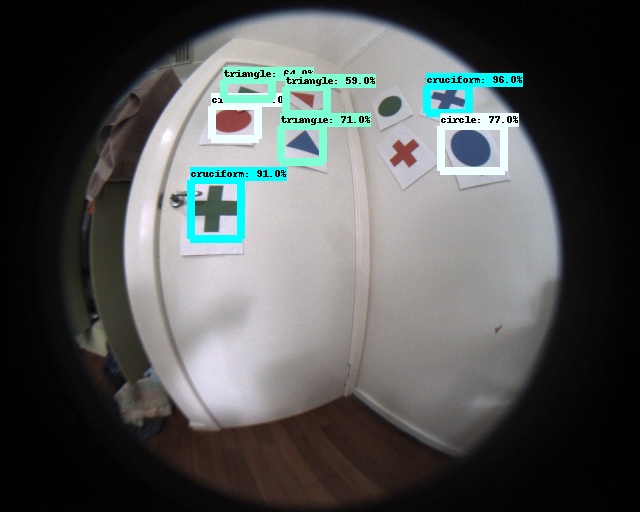 triangle: 64.0%
triangle: 59.0%
cruciform: 96.0%
triangle: 71.0%
circle: 77.0%
cruciform: 91.0%